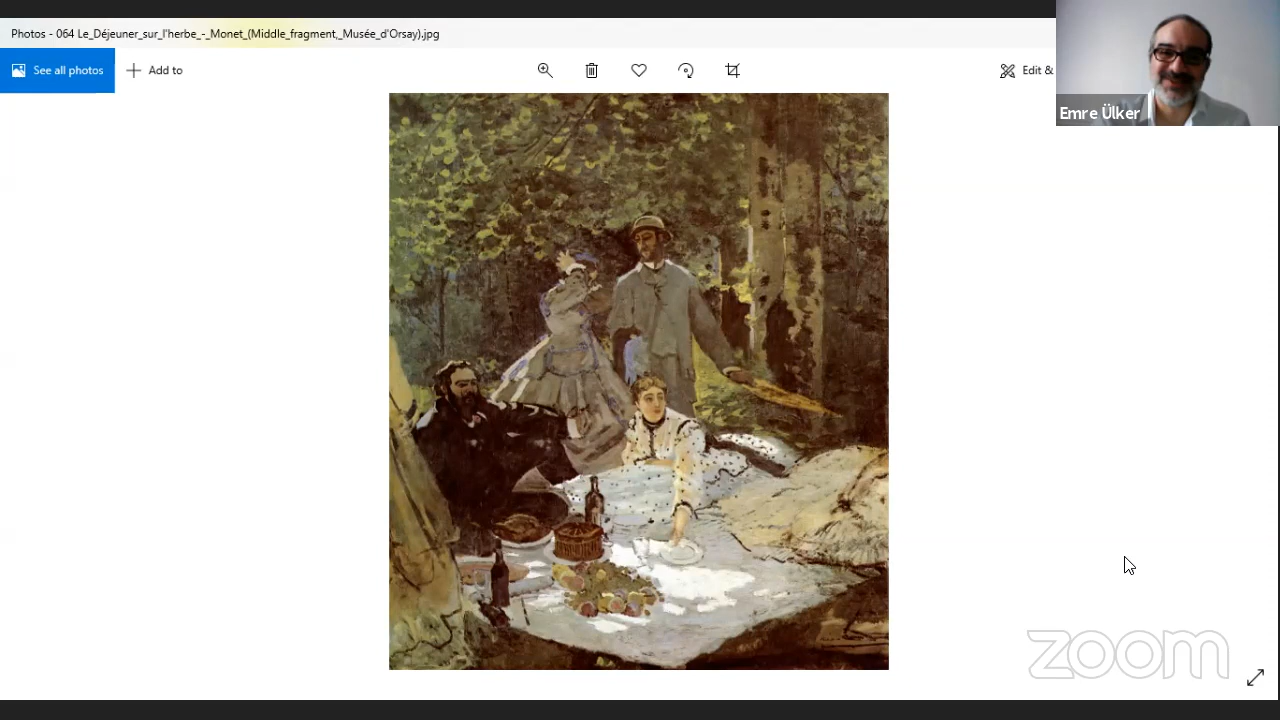 Photos - 064 Le_Déjeuner_sur_l'herbe_-_Monet_(Middle_fragment,_Musée_d'Orsay).jpg
See all photos
Add to
Edit &
Emre Ülker
zoom